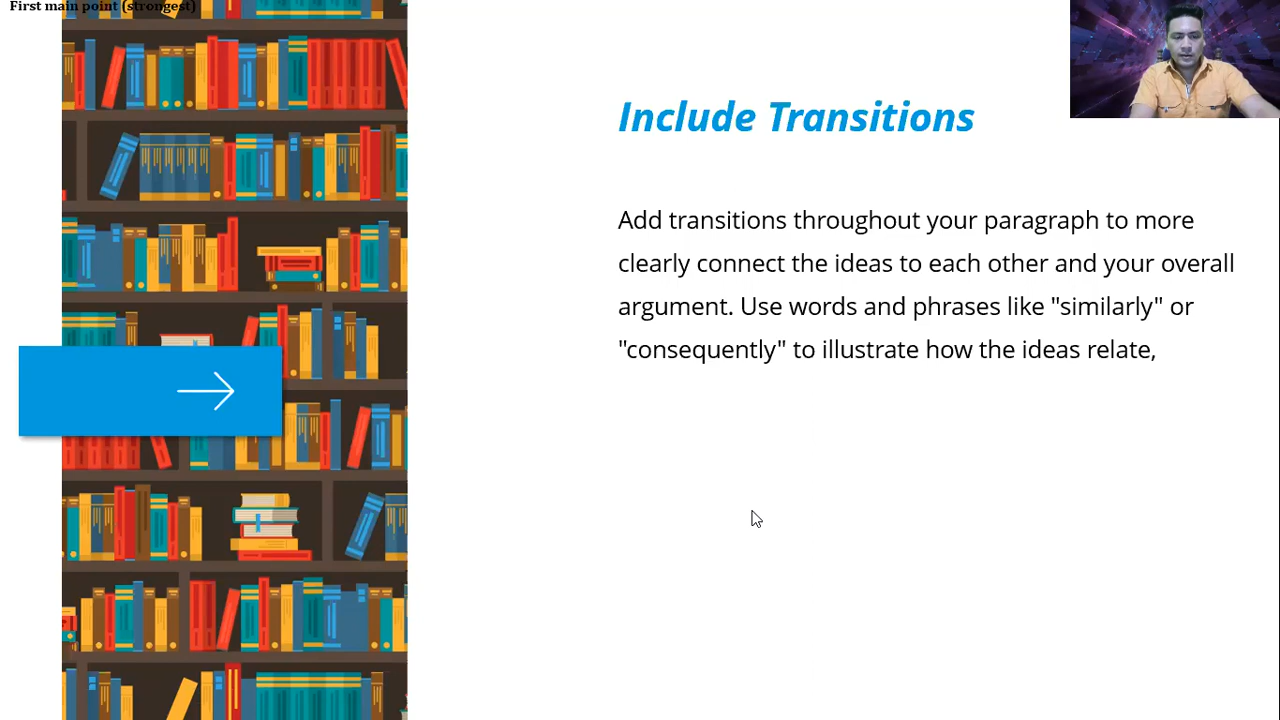 First main point (strongest)
Include Transitions
Add transitions throughout your paragraph to more
clearly connect the ideas to each other and your overall
argument. Use words and phrases like "similarly" or
"consequently" to illustrate how the ideas relate,